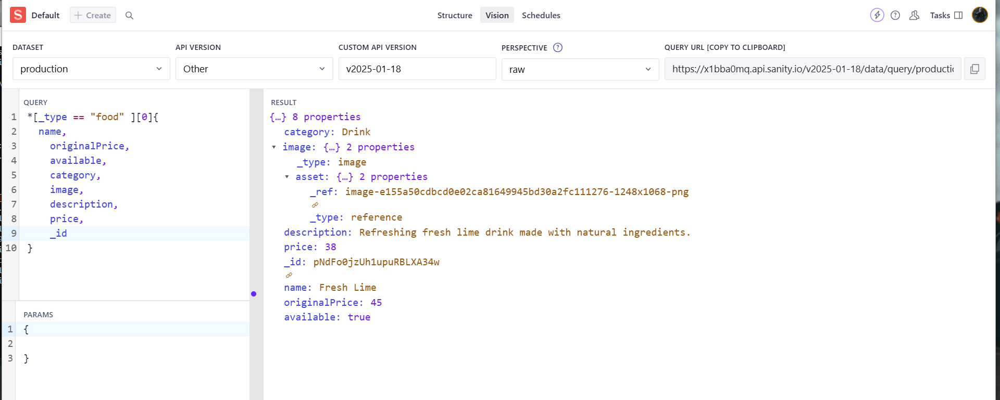 S Default + Create Structure Vision Schedules Tasks
DATASET API VERSION CUSTOM API VERSION PERSPECTIVE ? QUERY URL [COPY TO CLIPBOARD]
production Other v2025-01-18 raw https://x1bba0mq.api.sanity.io/v2025-01-18/data/query/producti
QUERY
1 *[_type == "food" ][0]{
2 name,
3 originalPrice,
4 available,
5 category,
6 image,
7 description,
8 price,
9 _id
10 }
PARAMS
1 {
2
3 }
RESULT
{…} 8 properties
category: Drink
image: {…} 2 properties
_type: image
asset: {…} 2 properties
_ref: image-e155a50cdbcd0e02ca81649945bd30a2fc111276-1248x1068-png
_type: reference
description: Refreshing fresh lime drink made with natural ingredients.
price: 38
_id: pNdFo0jzUh1upuRBLXA34w
name: Fresh Lime
originalPrice: 45
available: true